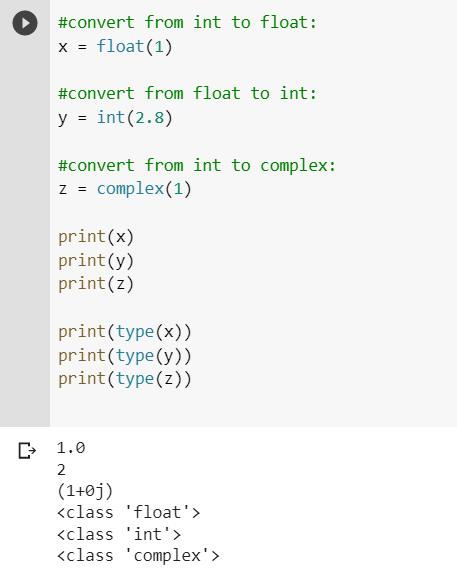 #convert from int to float:
x = float(1)
#convert from float to int:
y = int(2.8)
#convert from int to complex:
z = complex(1)
print(x)
print(y)
print(z)
print(type(x))
print(type(y))
print(type(z))
1.0
2
(1+0j)
<class 'float'>
<class 'int'>
<class 'complex'>